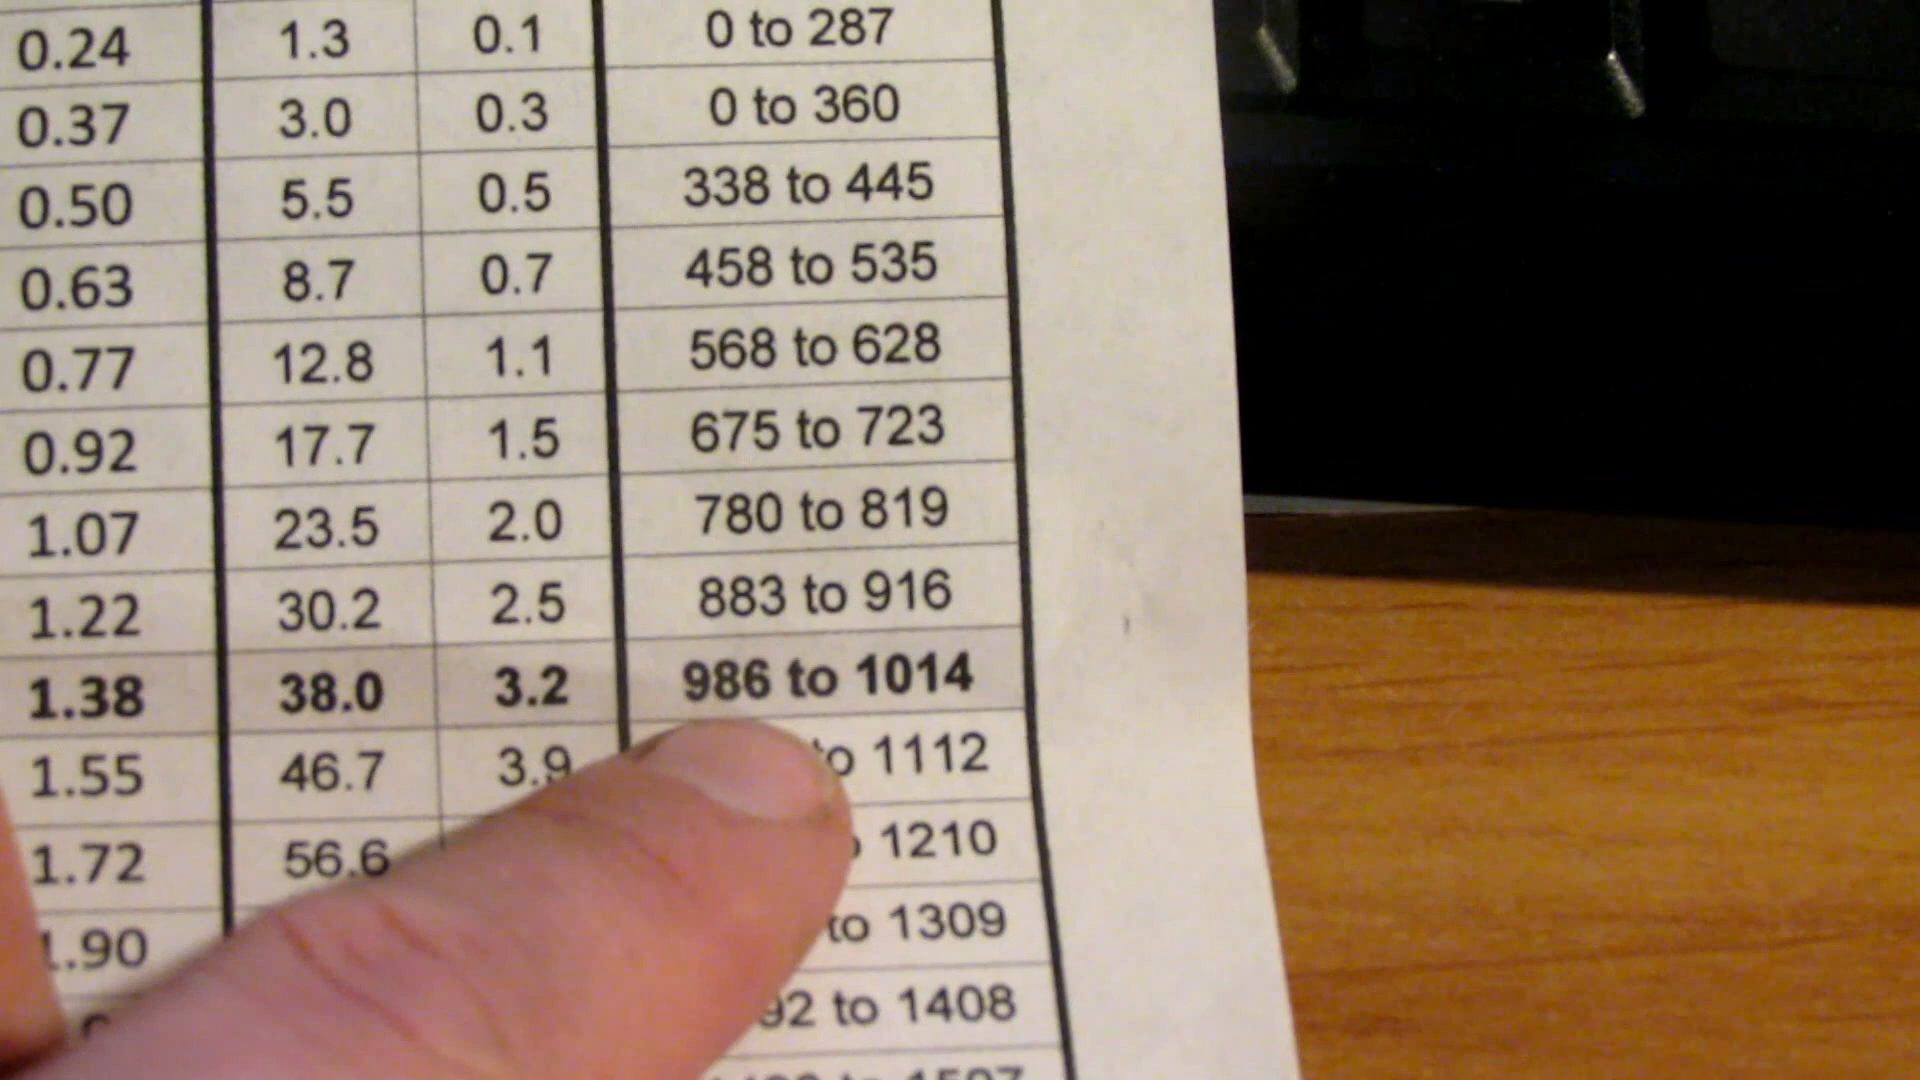 0.24 1.3 0.1 0 to 287
0.37 3.0 0.3 0 to 360
0.50 5.5 0.5 338 to 445
0.63 8.7 0.7 458 to 535
0.77 12.8 1.1 568 to 628
0.92 17.7 1.5 675 to 723
1.07 23.5 2.0 780 to 819
1.22 30.2 2.5 883 to 916
1.38 38.0 3.2 986 to 1014
1.55 46.7 3.9 to 1112
1.72 56.6 1210
1.90 to 1309
to 1408